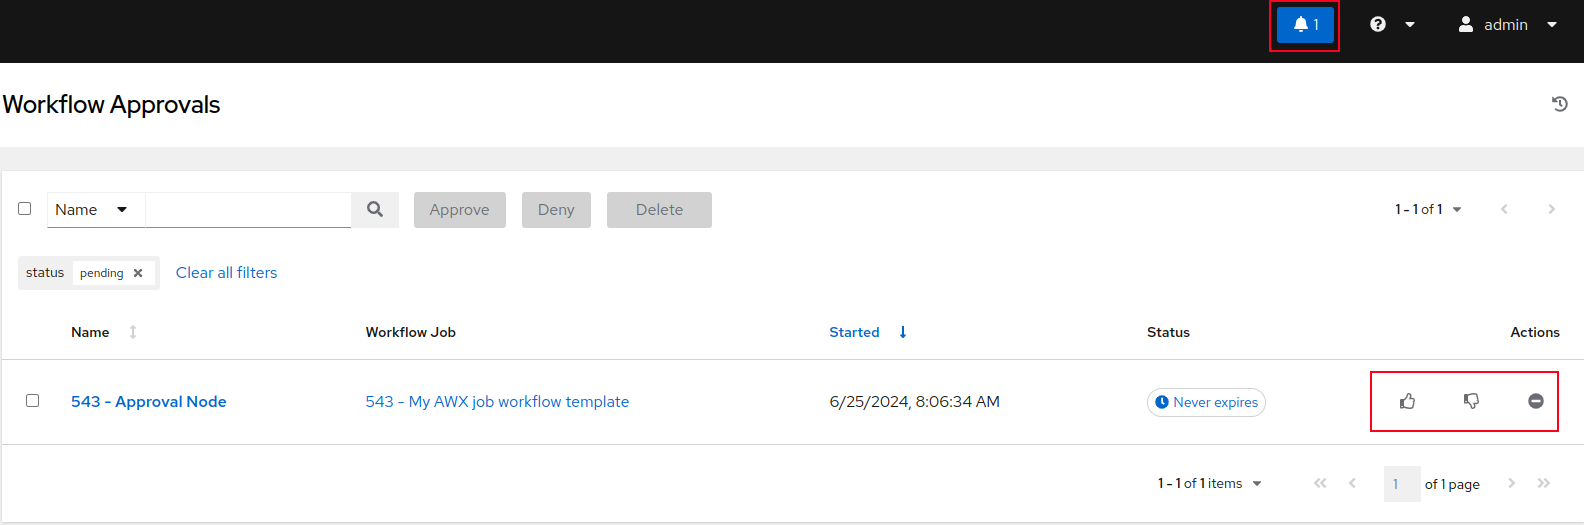 1 admin
Workflow Approvals
Name Approve Deny Delete 1 - 1 of 1
status pending Clear all filters
Name Workflow Job Started Status Actions
543 - Approval Node 543 - My AWX job workflow template 6/25/2024, 8:06:34 AM Never expires
1 - 1 of 1 items 1 of 1 page